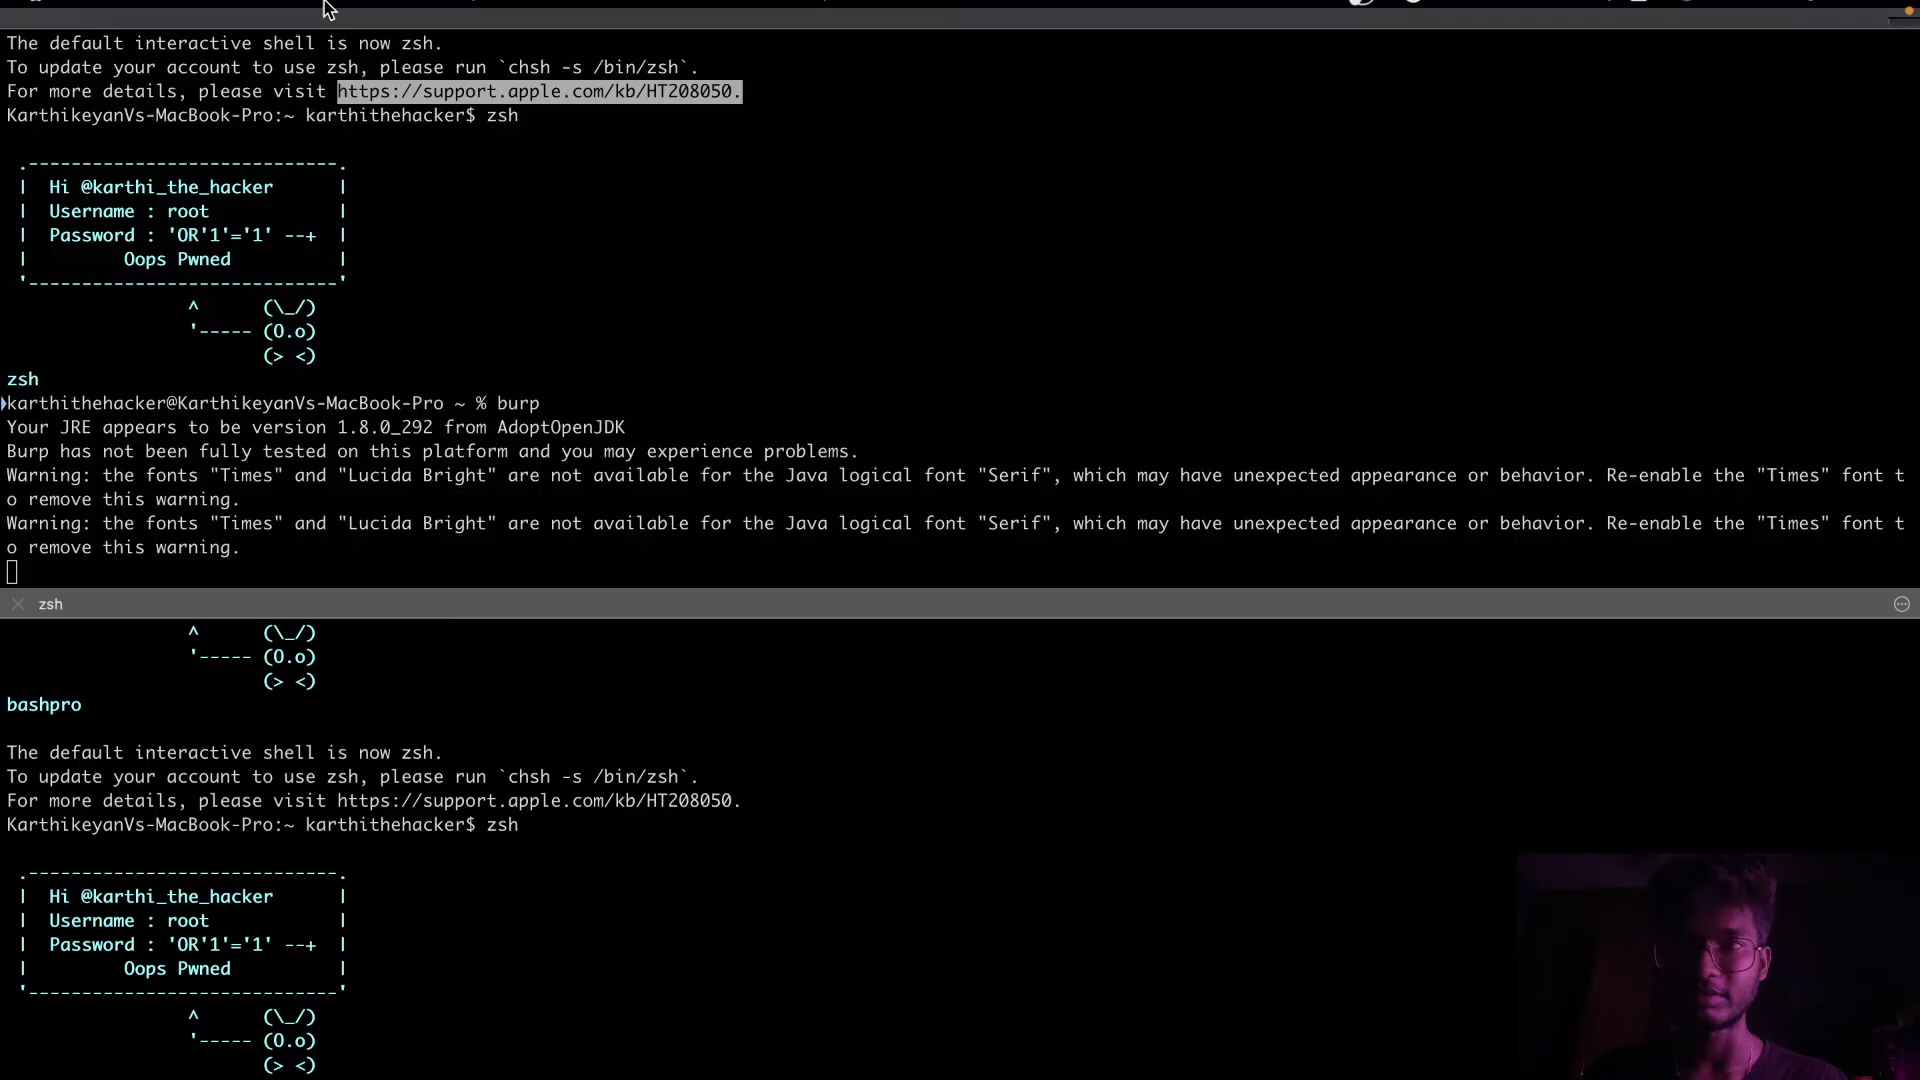 The default interactive shell is now zsh.
To update your account to use zsh, please run `chsh -s /bin/zsh`.
For more details, please visit https://support.apple.com/kb/HT208050.
KarthikeyanVs-MacBook-Pro:~ karthithehacker$ zsh
.-----------------------------.
|  Hi @karthi_the_hacker      |
|  Username : root            |
|  Password : 'OR'1'='1' --+  |
|         Oops Pwned          |
'-----------------------------'
^      (\_/)
'----- (O.o)
(> <)
zsh
karthithehacker@KarthikeyanVs-MacBook-Pro ~ % burp
Your JRE appears to be version 1.8.0_292 from AdoptOpenJDK
Burp has not been fully tested on this platform and you may experience problems.
Warning: the fonts "Times" and "Lucida Bright" are not available for the Java logical font "Serif", which may have unexpected appearance or behavior. Re-enable the "Times" font t
o remove this warning.
Warning: the fonts "Times" and "Lucida Bright" are not available for the Java logical font "Serif", which may have unexpected appearance or behavior. Re-enable the "Times" font t
o remove this warning.
zsh
^      (\_/)
'----- (O.o)
(> <)
bashpro
The default interactive shell is now zsh.
To update your account to use zsh, please run `chsh -s /bin/zsh`.
For more details, please visit https://support.apple.com/kb/HT208050.
KarthikeyanVs-MacBook-Pro:~ karthithehacker$ zsh
.-----------------------------.
|  Hi @karthi_the_hacker      |
|  Username : root            |
|  Password : 'OR'1'='1' --+  |
|         Oops Pwned          |
'-----------------------------'
^      (\_/)
'----- (O.o)
(> <)